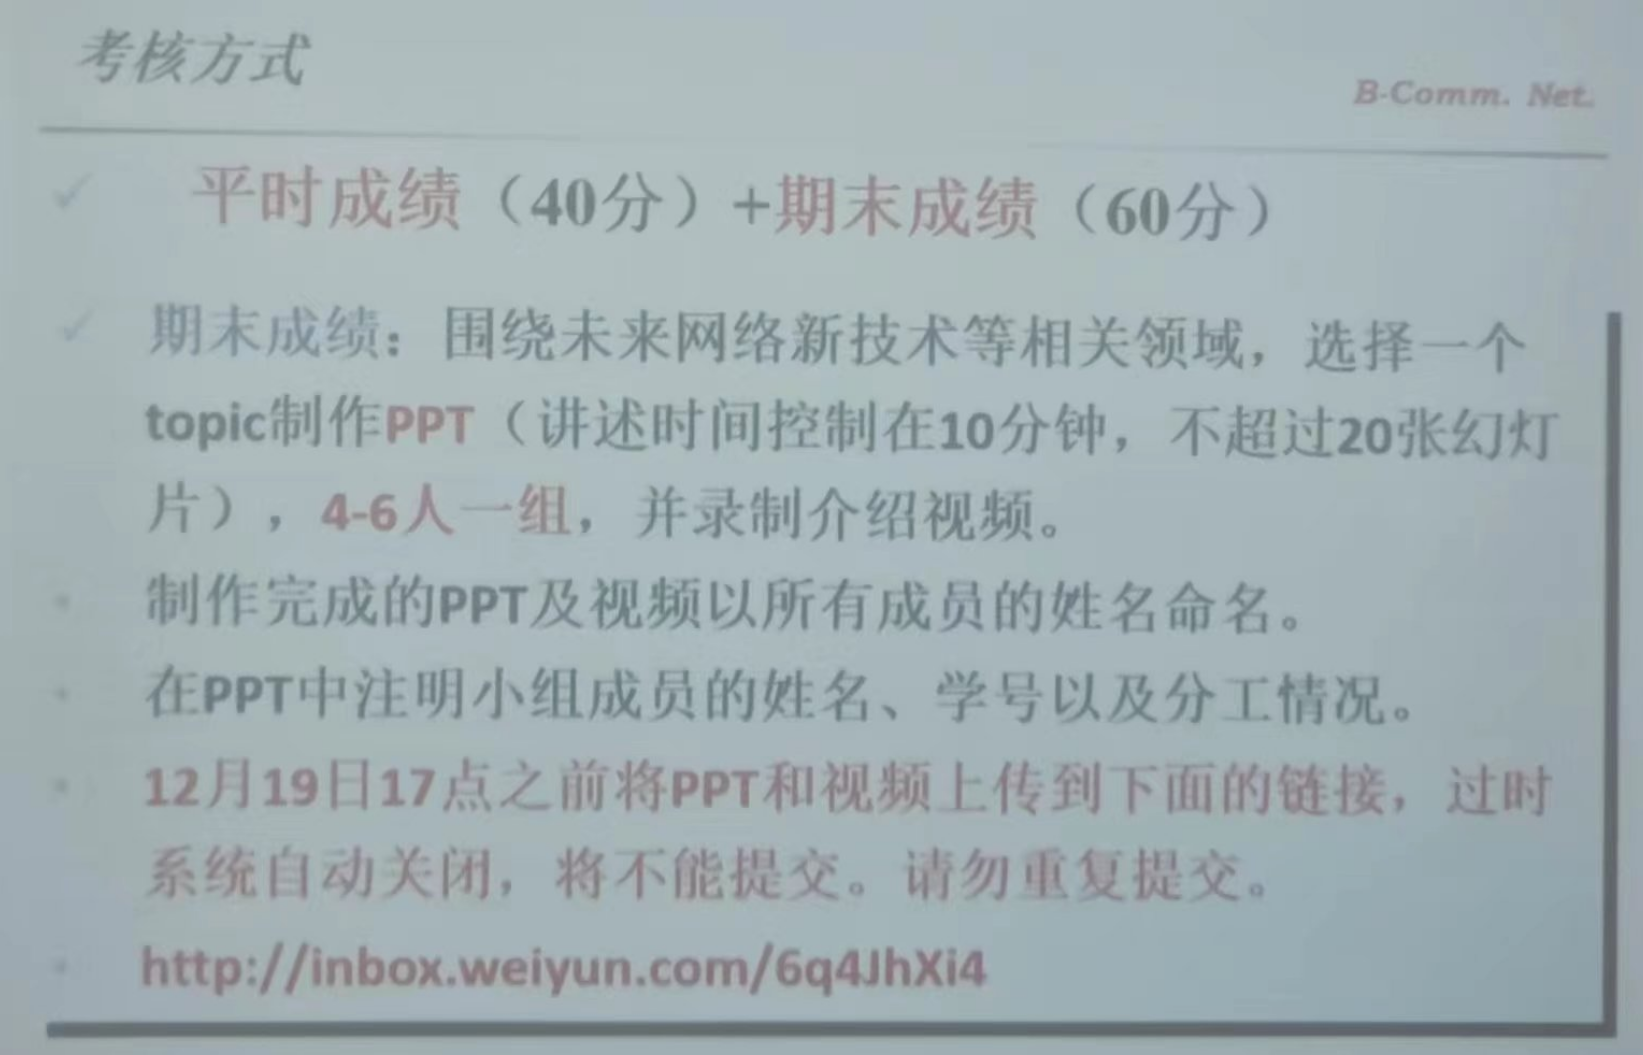 考核方式
B-Comm. Net.
平时成绩（40分）+期末成绩（60分）
期末成绩：围绕未来网络新技术等相关领域，选择一个
topic制作PPT（讲述时间控制在10分钟，不超过20张幻灯
片），4-6人一组，并录制介绍视频。
制作完成的PPT及视频以所有成员的姓名命名。
在PPT中注明小组成员的姓名、学号以及分工情况。
12月19日17点之前将PPT和视频上传到下面的链接，过时
系统自动关闭，将不能提交。请勿重复提交。
http://inbox.weiyun.com/6q4JhXi4